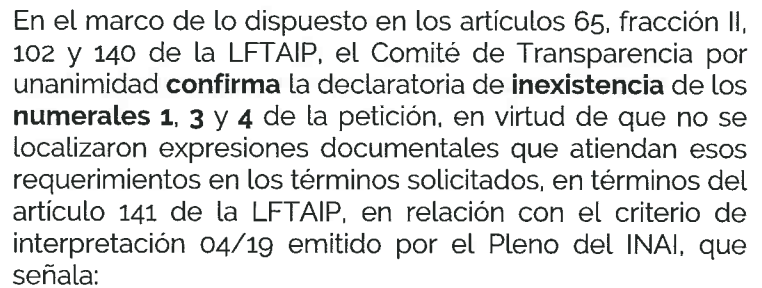 En el marco de lo dispuesto en los artículos 65, fracción II,
102 y 140 de la LFTAIP, el Comité de Transparencia por
unanimidad confirma la declaratoria de inexistencia de los
numerales 1, 3 y 4 de la petición, en virtud de que no se
localizaron expresiones documentales que atiendan esos
requerimientos en los términos solicitados, en términos del
artículo 141 de la LFTAIP, en relación con el criterio de
interpretación 04/19 emitido por el Pleno del INAI, que
señala: